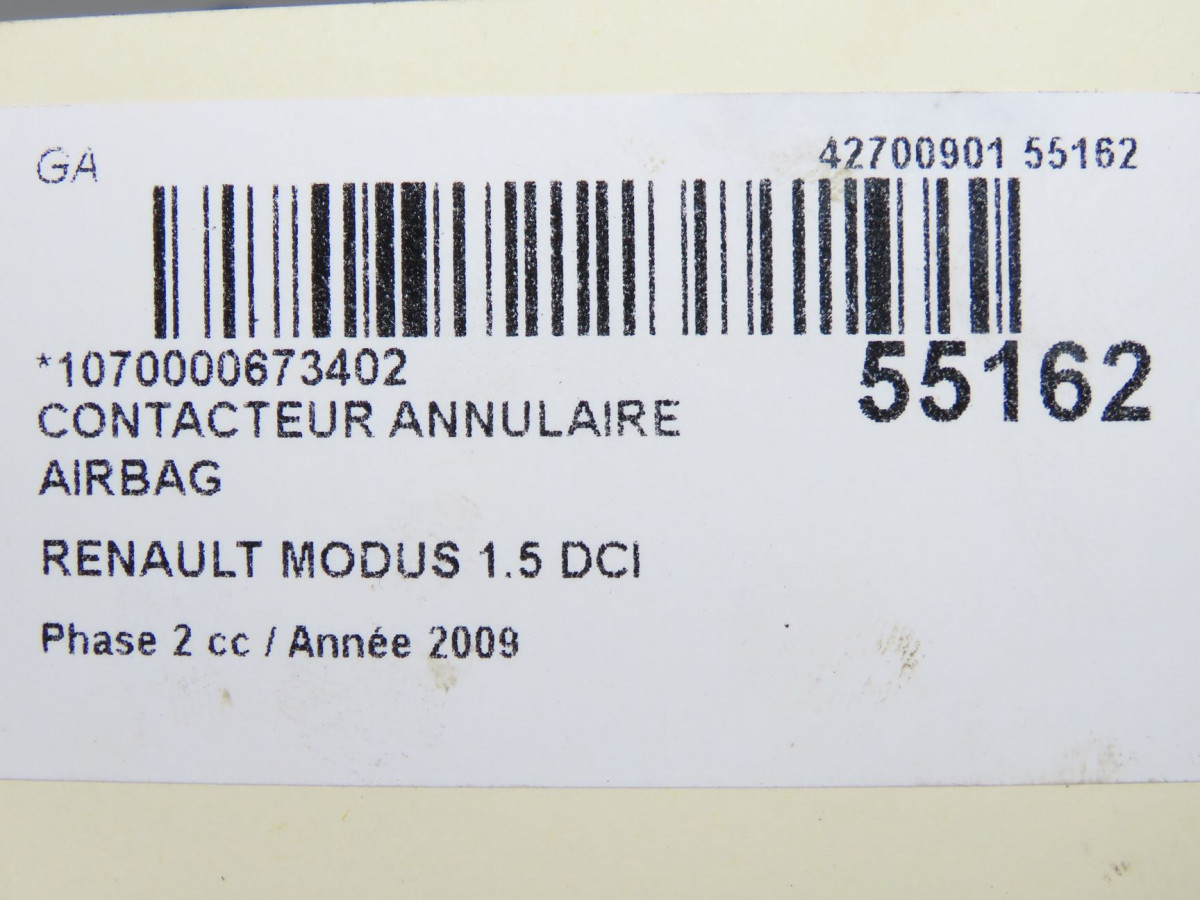 GA
42700901 55162
*1070000673402
55162
CONTACTEUR ANNULAIRE
AIRBAG
RENAULT MODUS 1.5 DCI
Phase 2 cc / Année 2009